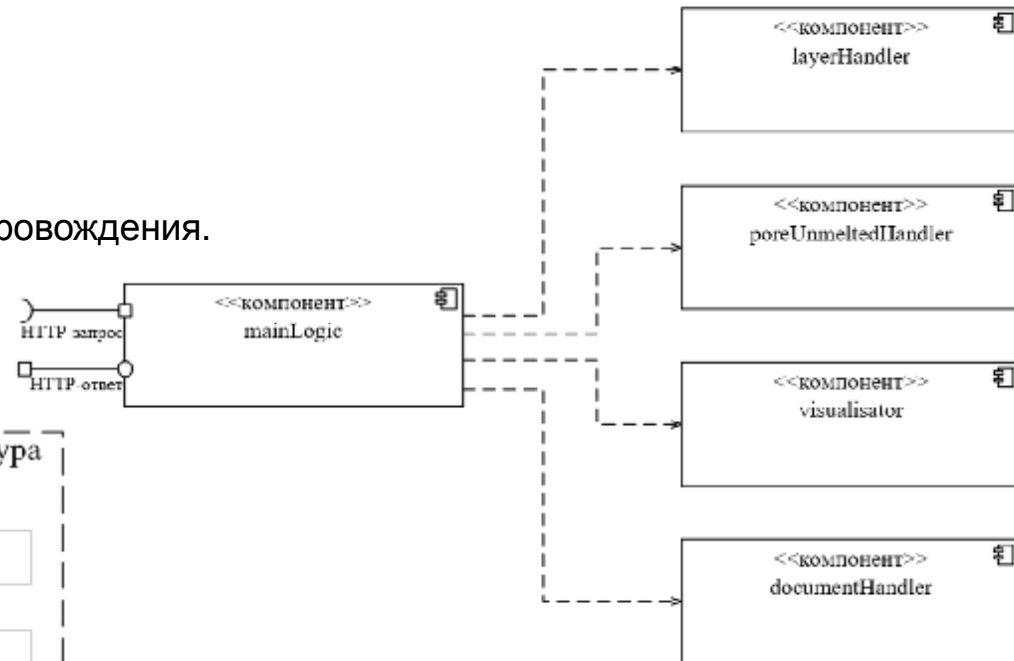 <<компонент>>
layerHandler
ровождения.
<<компонент>>
poreUnmeltedHandler
<<компонент>>
mainLogic
HTTP запрос
HTTP-ответ
<<компонент>>
visualisator
ура
<<компонент>>
documentHandler